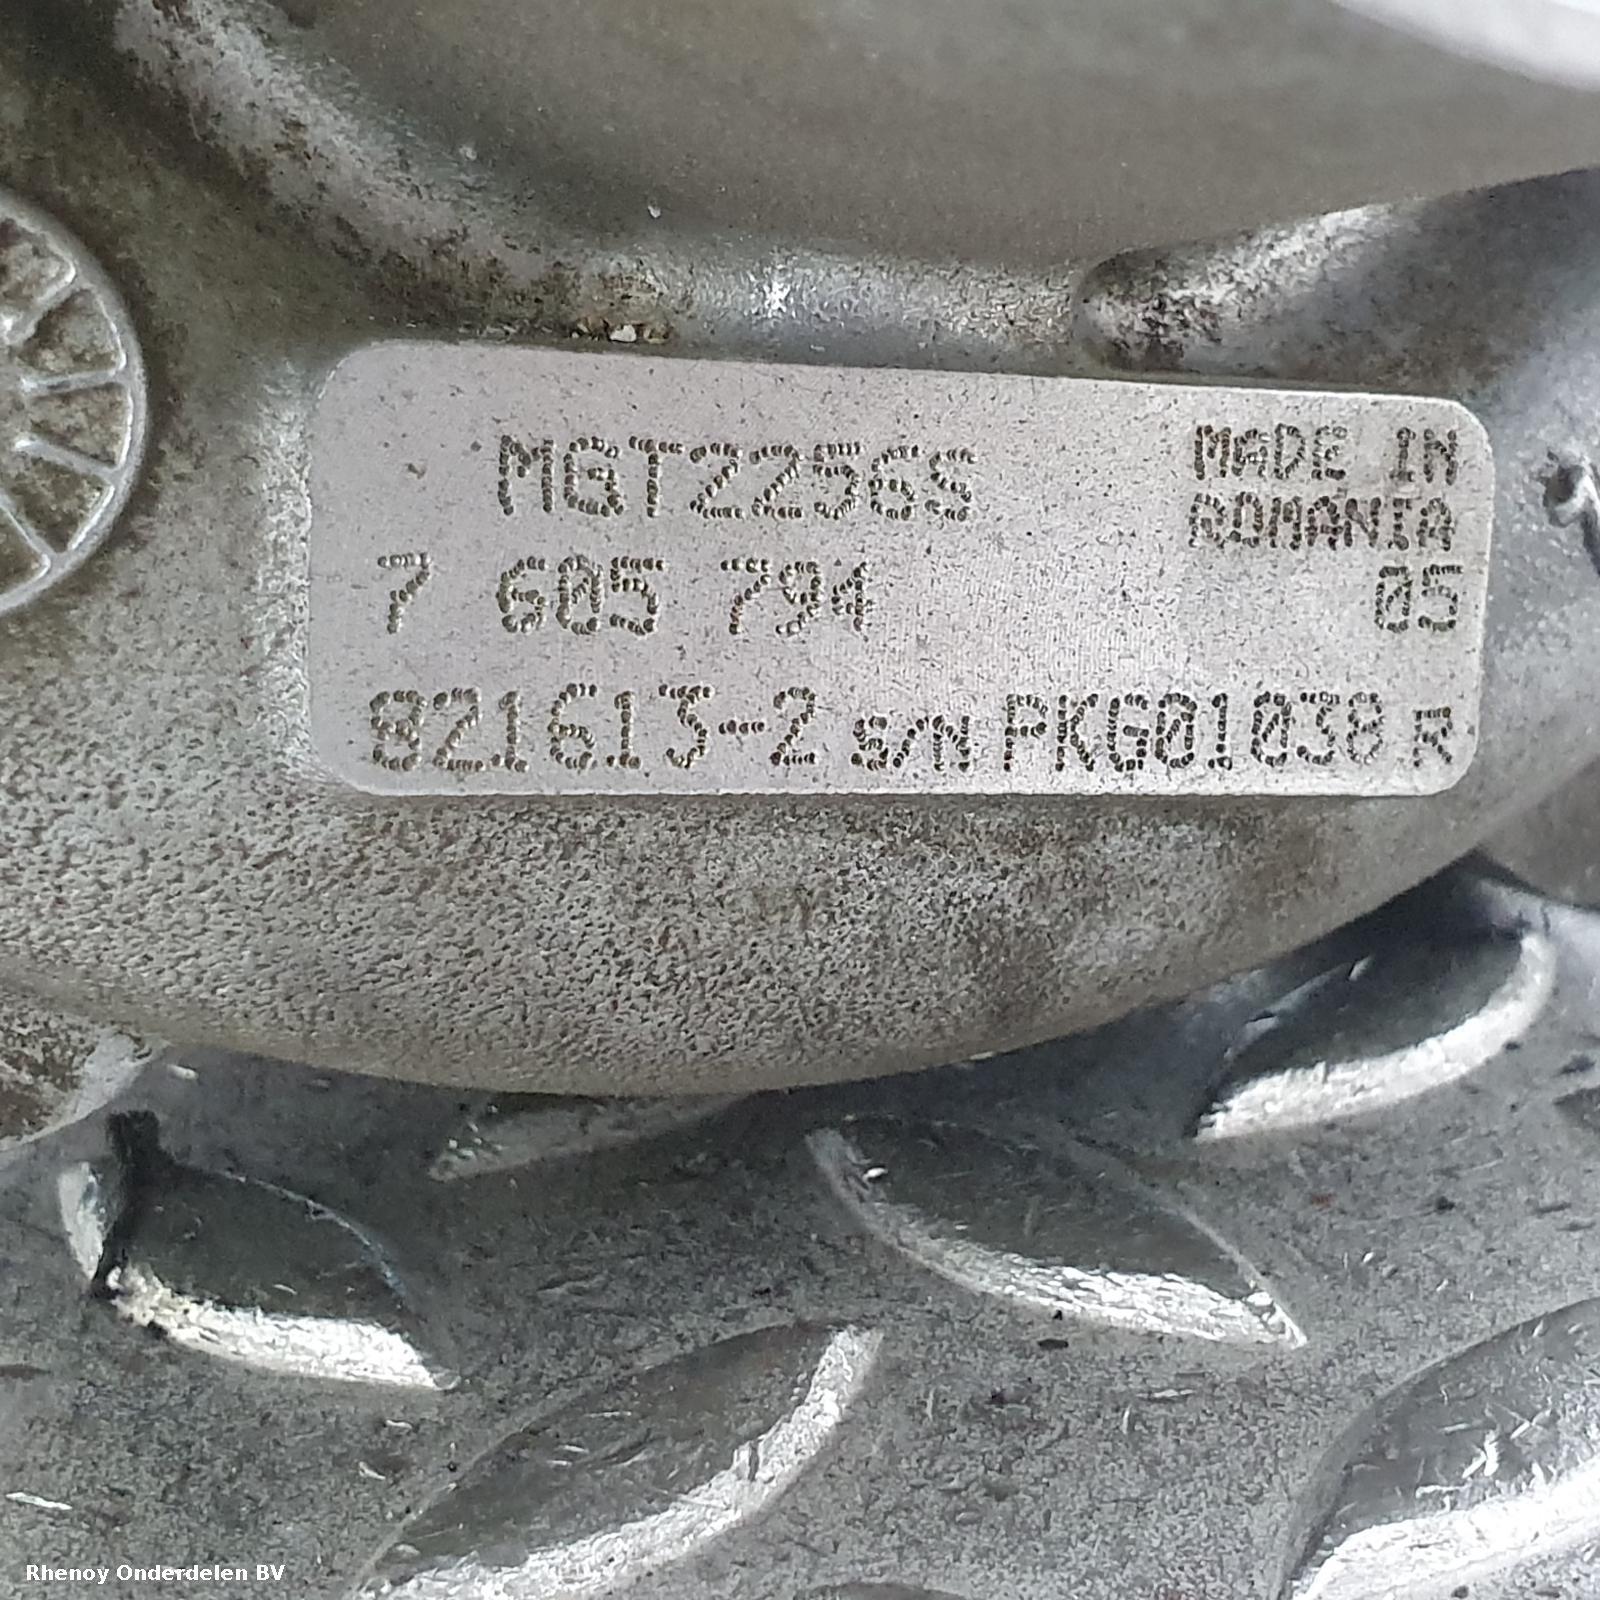 MGT2256S
7 605 794
821613-2 S/N PKG01038 R
MADE IN
ROMANIA
05
Rhenoy Onderdelen BV